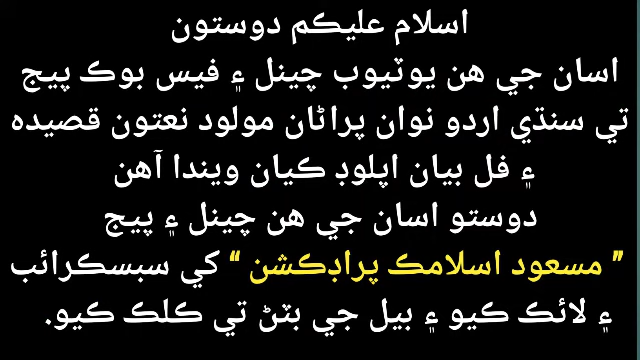 اسلام عليڪم دوستون
اسان جي هن يوٽيوب چينل ۽ فيس بوڪ پيج
تي سنڌي اردو نوان پراڻان مولود نعتون قصيده
۽ فل بيان اپلوڊ ڪيان ويندا آهن
دوستو اسان جي هن چينل ۽ پيج
” مسعود اسلامڪ پراڊڪشن “ کي سبسڪرائب
۽ لائڪ ڪيو ۽ بيل جي بٽڻ تي ڪلڪ ڪيو.